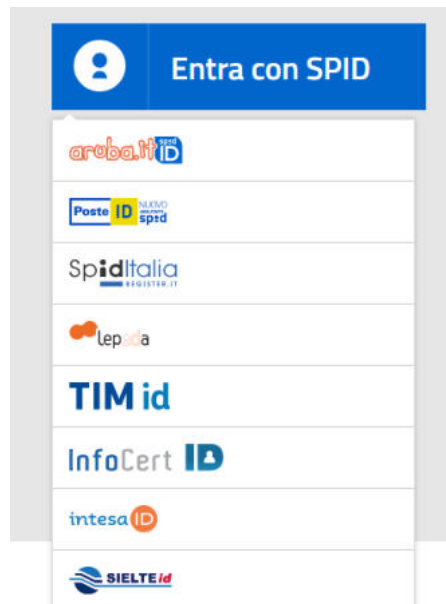 Entra con SPID
aruba.it spid ID
Poste ID NUOVO spid
SpidItalia
REGISTER.IT
lepida
TIM id
InfoCert ID
intesa ID
SIELTE id